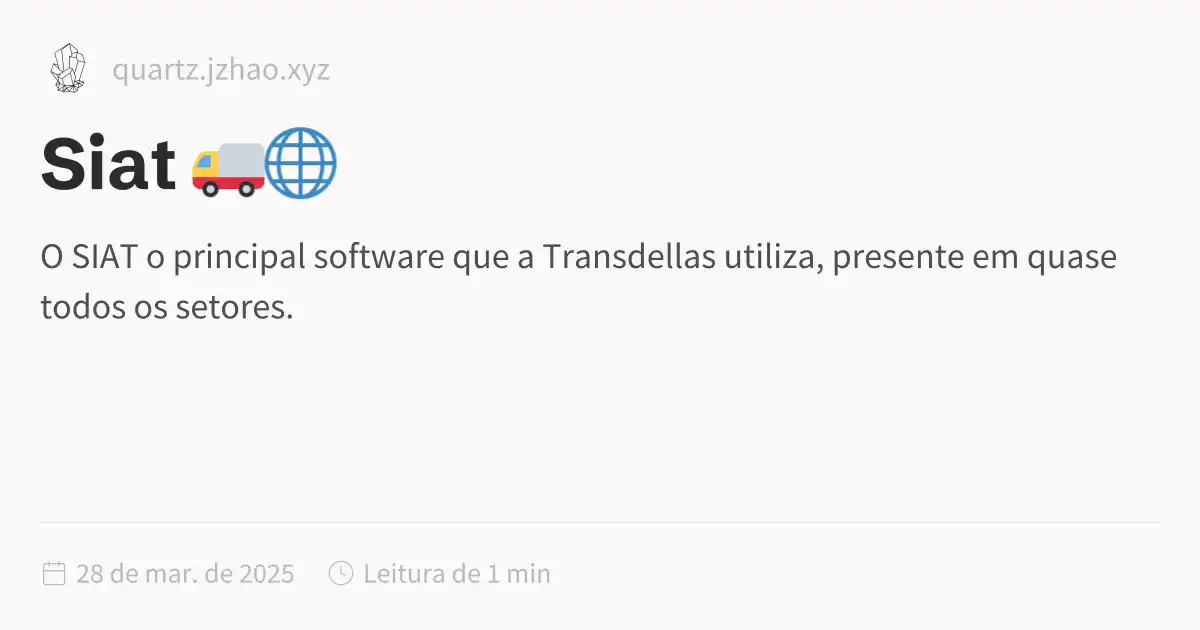 quartz.jzhao.xyz
Siat 🚚🌐
O SIAT o principal software que a Transdellas utiliza, presente em quase
todos os setores.
28 de mar. de 2025 Leitura de 1 min